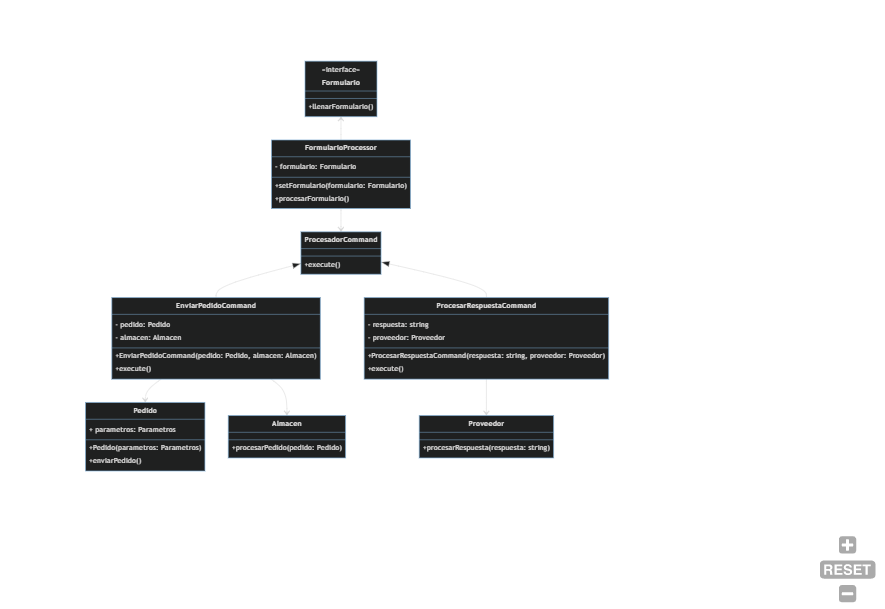 «interface»
Formulario
+llenarFormulario()
FormularioProcessor
- formulario: Formulario
+setFormulario(formulario: Formulario)
+procesarFormulario()
ProcesadorCommand
+execute()
EnviarPedidoCommand
- pedido: Pedido
- almacen: Almacen
+EnviarPedidoCommand(pedido: Pedido, almacen: Almacen)
+execute()
ProcesarRespuestaCommand
- respuesta: string
- proveedor: Proveedor
+ProcesarRespuestaCommand(respuesta: string, proveedor: Proveedor)
+execute()
Pedido
+ parametros: Parametros
+Pedido(parametros: Parametros)
+enviarPedido()
Almacen
+procesarPedido(pedido: Pedido)
Proveedor
+procesarRespuesta(respuesta: string)
RESET